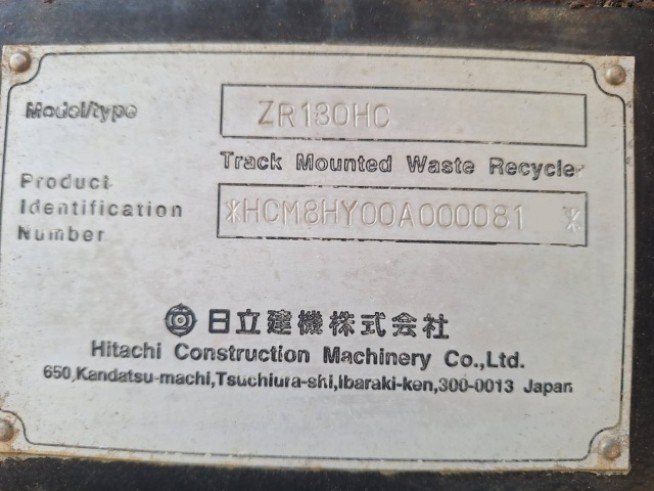 Model/type ZR130HC
Track Mounted Waste Recycler
Product
Identification
Number
*HCM8HY00A000081 *
日立建機株式会社
Hitachi Construction Machinery Co.,Ltd.
650,Kandatsu-machi,Tsuchiura-shi,Ibaraki-ken,300-0013 Japan